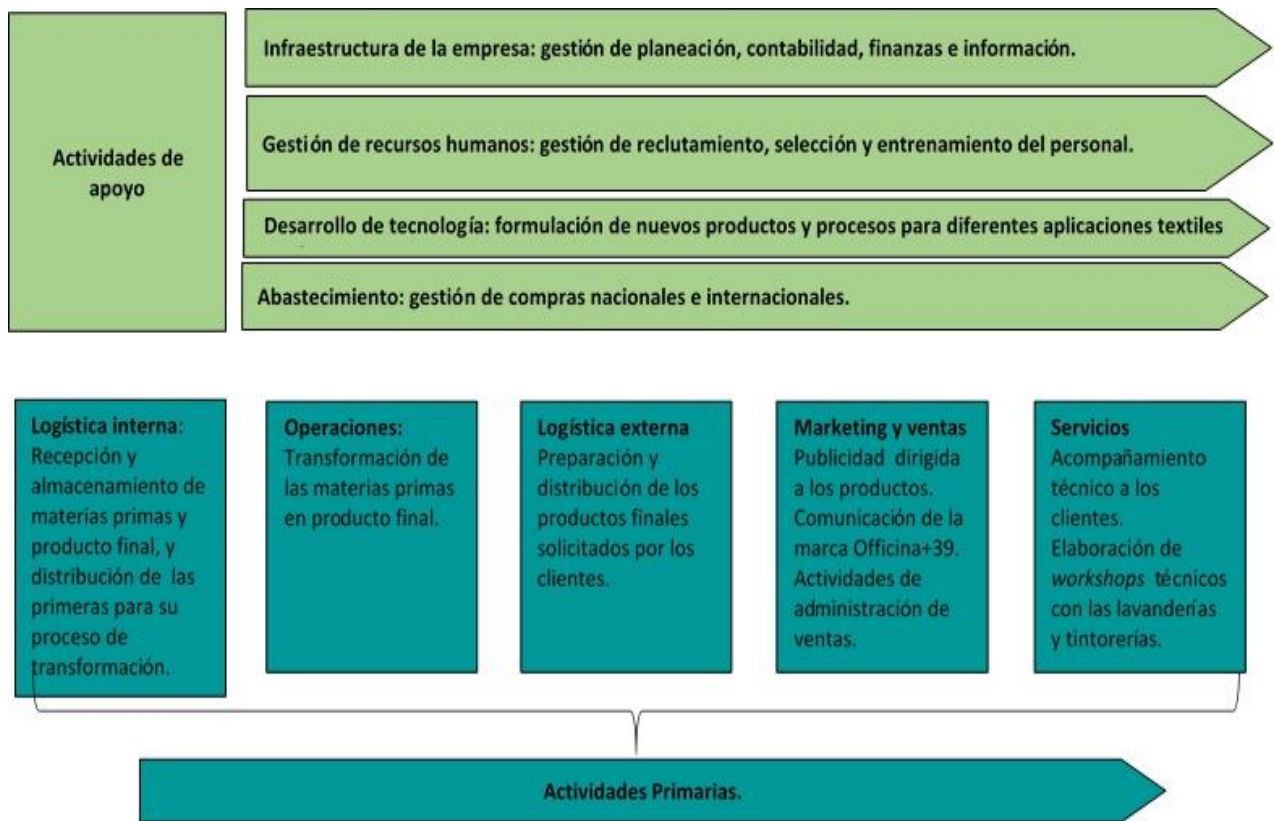 Infraestructura de la empresa: gestión de planeación, contabilidad, finanzas e información.
Gestión de recursos humanos: gestión de reclutamiento, selección y entrenamiento del personal.
Actividades de
apoyo
Desarrollo de tecnología: formulación de nuevos productos y procesos para diferentes aplicaciones textiles
Abastecimiento: gestión de compras nacionales e internacionales.
Logística interna:
Recepción y
almacenamiento de
materias primas y
producto final, y
distribución de las
primeras para su
proceso de
transformación.
Operaciones:
Transformación de
las materias primas
en producto final.
Logística externa
Preparación y
distribución de los
productos finales
solicitados por los
clientes.
Marketing y ventas
Publicidad dirigida
a los productos.
Comunicación de la
marca Officina+39.
Actividades de
administración de
ventas.
Servicios
Acompañamiento
técnico a los
clientes.
Elaboración de
workshops técnicos
con las lavanderías
y tintorerías.
Actividades Primarias.